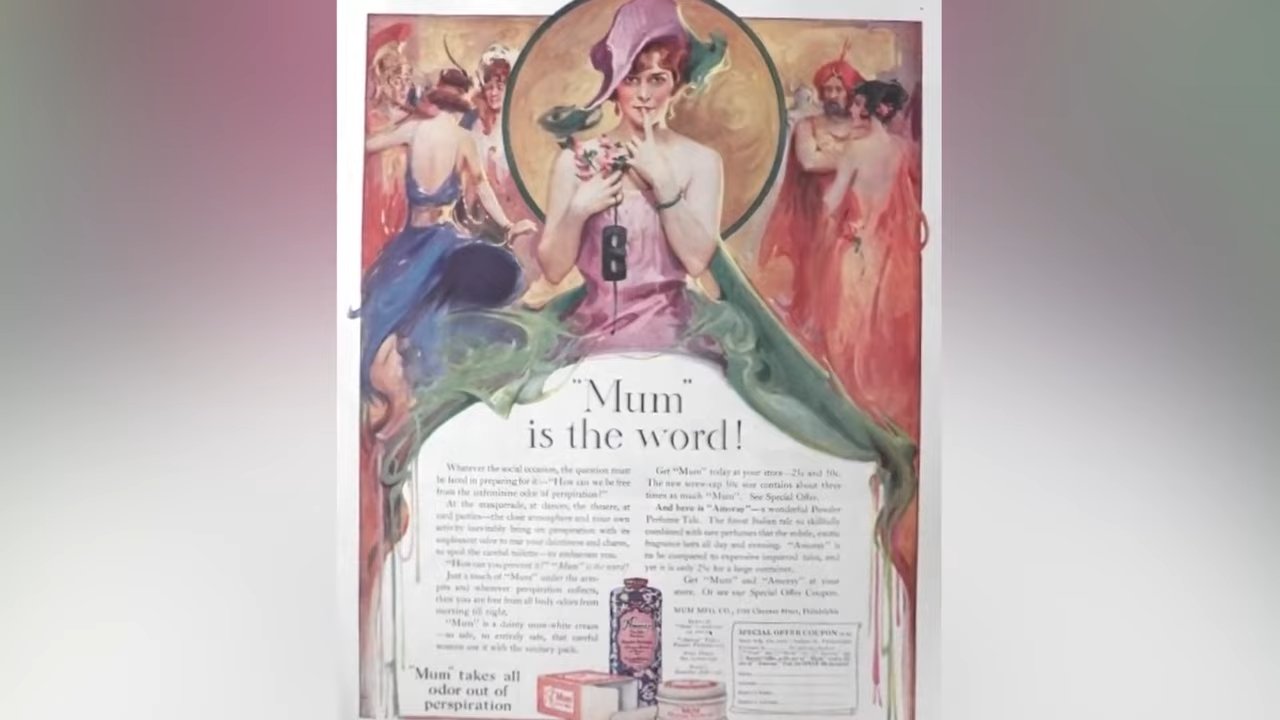 "Mum"
is the word!
Whatever the social occasion, the question must
be faced in preparing for it—"How can we be free
from the unfeminine odor of perspiration?"
At the masquerade, at dances, the theatre, at
card parties—the close atmosphere and your own
activity inevitably bring on perspiration with its
unpleasant odor to mar your daintiness and charm,
to spoil the careful toilette—to embarrass you.
"How can you prevent it?" "Mum" is the word!
Just a touch of "Mum" under the arm-
pits and wherever perspiration collects,
then you are free from all body odors from
morning till night.
"Mum" is a dainty snow-white cream
—so safe, so entirely safe, that careful
women use it with the sanitary pack.
"Mum" takes all
odor out of
perspiration
Get "Mum" today at your store—25c and 50c.
The new screw-cap 50c size contains about three
times as much "Mum". See Special Offer.
And here is "Amoray"—a wonderful Powder
Perfume Talc. The finest Italian talc so skillfully
combined with rare perfumes that the subtle, exotic
fragrance lasts all day and evening. "Amoray" is
to be compared to expensive imported talcs, and
yet it is only 25c for a large container.
Get "Mum" and "Amoray" at your
store. Or see our Special Offer Coupon.
MUM MFG. CO., Chestnut Street, Philadelphia
SPECIAL OFFER COUPON
Amoray
Mum
MUM